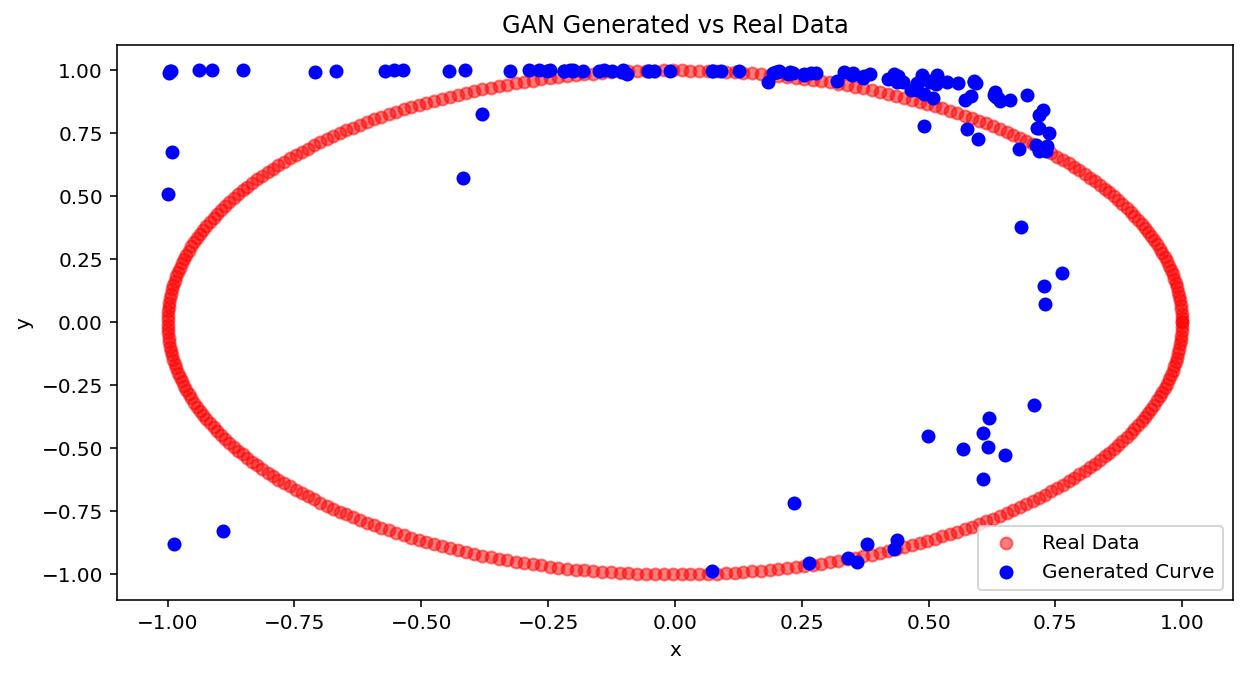 GAN Generated vs Real Data
1.00
0.75
0.50
0.25
0.00
−0.25
−0.50
−0.75
−1.00
y
Real Data
Generated Curve
−1.00 −0.75 −0.50 −0.25 0.00 0.25 0.50 0.75 1.00
x